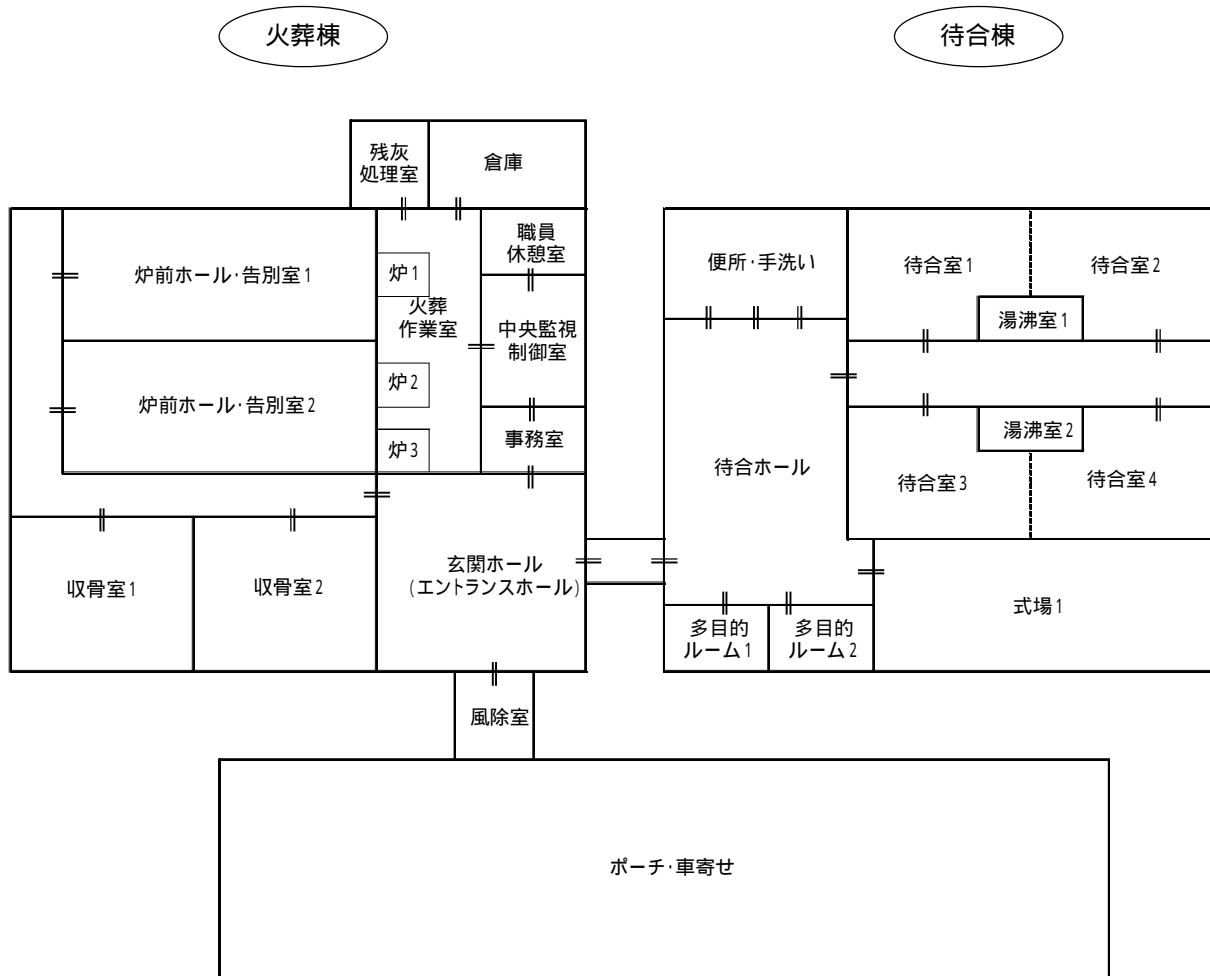 火葬棟
待合棟
残灰
処理室
倉庫
職員
休憩室
炉前ホール・告別室1
炉1
火葬
作業室
中央監視
制御室
炉前ホール・告別室2
炉2
炉3
事務室
収骨室1
収骨室2
玄関ホール
(エントランスホール)
風除室
便所・手洗い
待合室1
待合室2
湯沸室1
湯沸室2
待合ホール
待合室3
待合室4
式場1
多目的
ルーム1
多目的
ルーム2
ポーチ・車寄せ